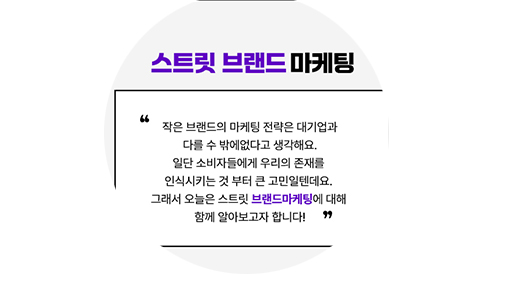 스트릿 브랜드 마케팅
❝
작은 브랜드의 마케팅 전략은 대기업과
다를 수 밖에없다고 생각해요.
일단 소비자들에게 우리의 존재를
인식시키는 것 부터 큰 고민일텐데요.
그래서 오늘은 스트릿 브랜드마케팅에 대해
함께 알아보고자 합니다! ❞